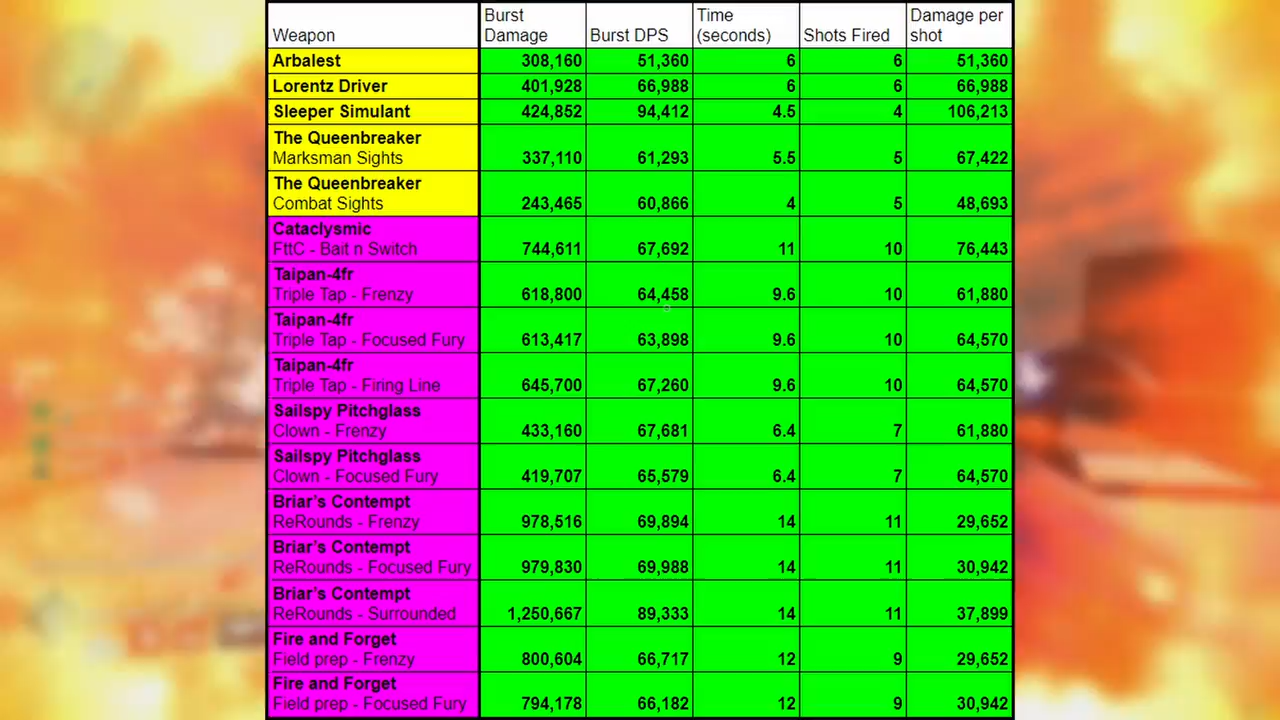 Weapon Burst Damage Burst DPS Time (seconds) Shots Fired Damage per shot
Arbalest 308,160 51,360 6 6 51,360
Lorentz Driver 401,928 66,988 6 6 66,988
Sleeper Simulant 424,852 94,412 4.5 4 106,213
The Queenbreaker
Marksman Sights 337,110 61,293 5.5 5 67,422
The Queenbreaker
Combat Sights 243,465 60,866 4 5 48,693
Cataclysmic
FttC - Bait n Switch 744,611 67,692 11 10 76,443
Taipan-4fr
Triple Tap - Frenzy 618,800 64,458 9.6 10 61,880
Taipan-4fr
Triple Tap - Focused Fury 613,417 63,898 9.6 10 64,570
Taipan-4fr
Triple Tap - Firing Line 645,700 67,260 9.6 10 64,570
Sailspy Pitchglass
Clown - Frenzy 433,160 67,681 6.4 7 61,880
Sailspy Pitchglass
Clown - Focused Fury 419,707 65,579 6.4 7 64,570
Briar's Contempt
ReRounds - Frenzy 978,516 69,894 14 11 29,652
Briar's Contempt
ReRounds - Focused Fury 979,830 69,988 14 11 30,942
Briar's Contempt
ReRounds - Surrounded 1,250,667 89,333 14 11 37,899
Fire and Forget
Field prep - Frenzy 800,604 66,717 12 9 29,652
Fire and Forget
Field prep - Focused Fury 794,178 66,182 12 9 30,942